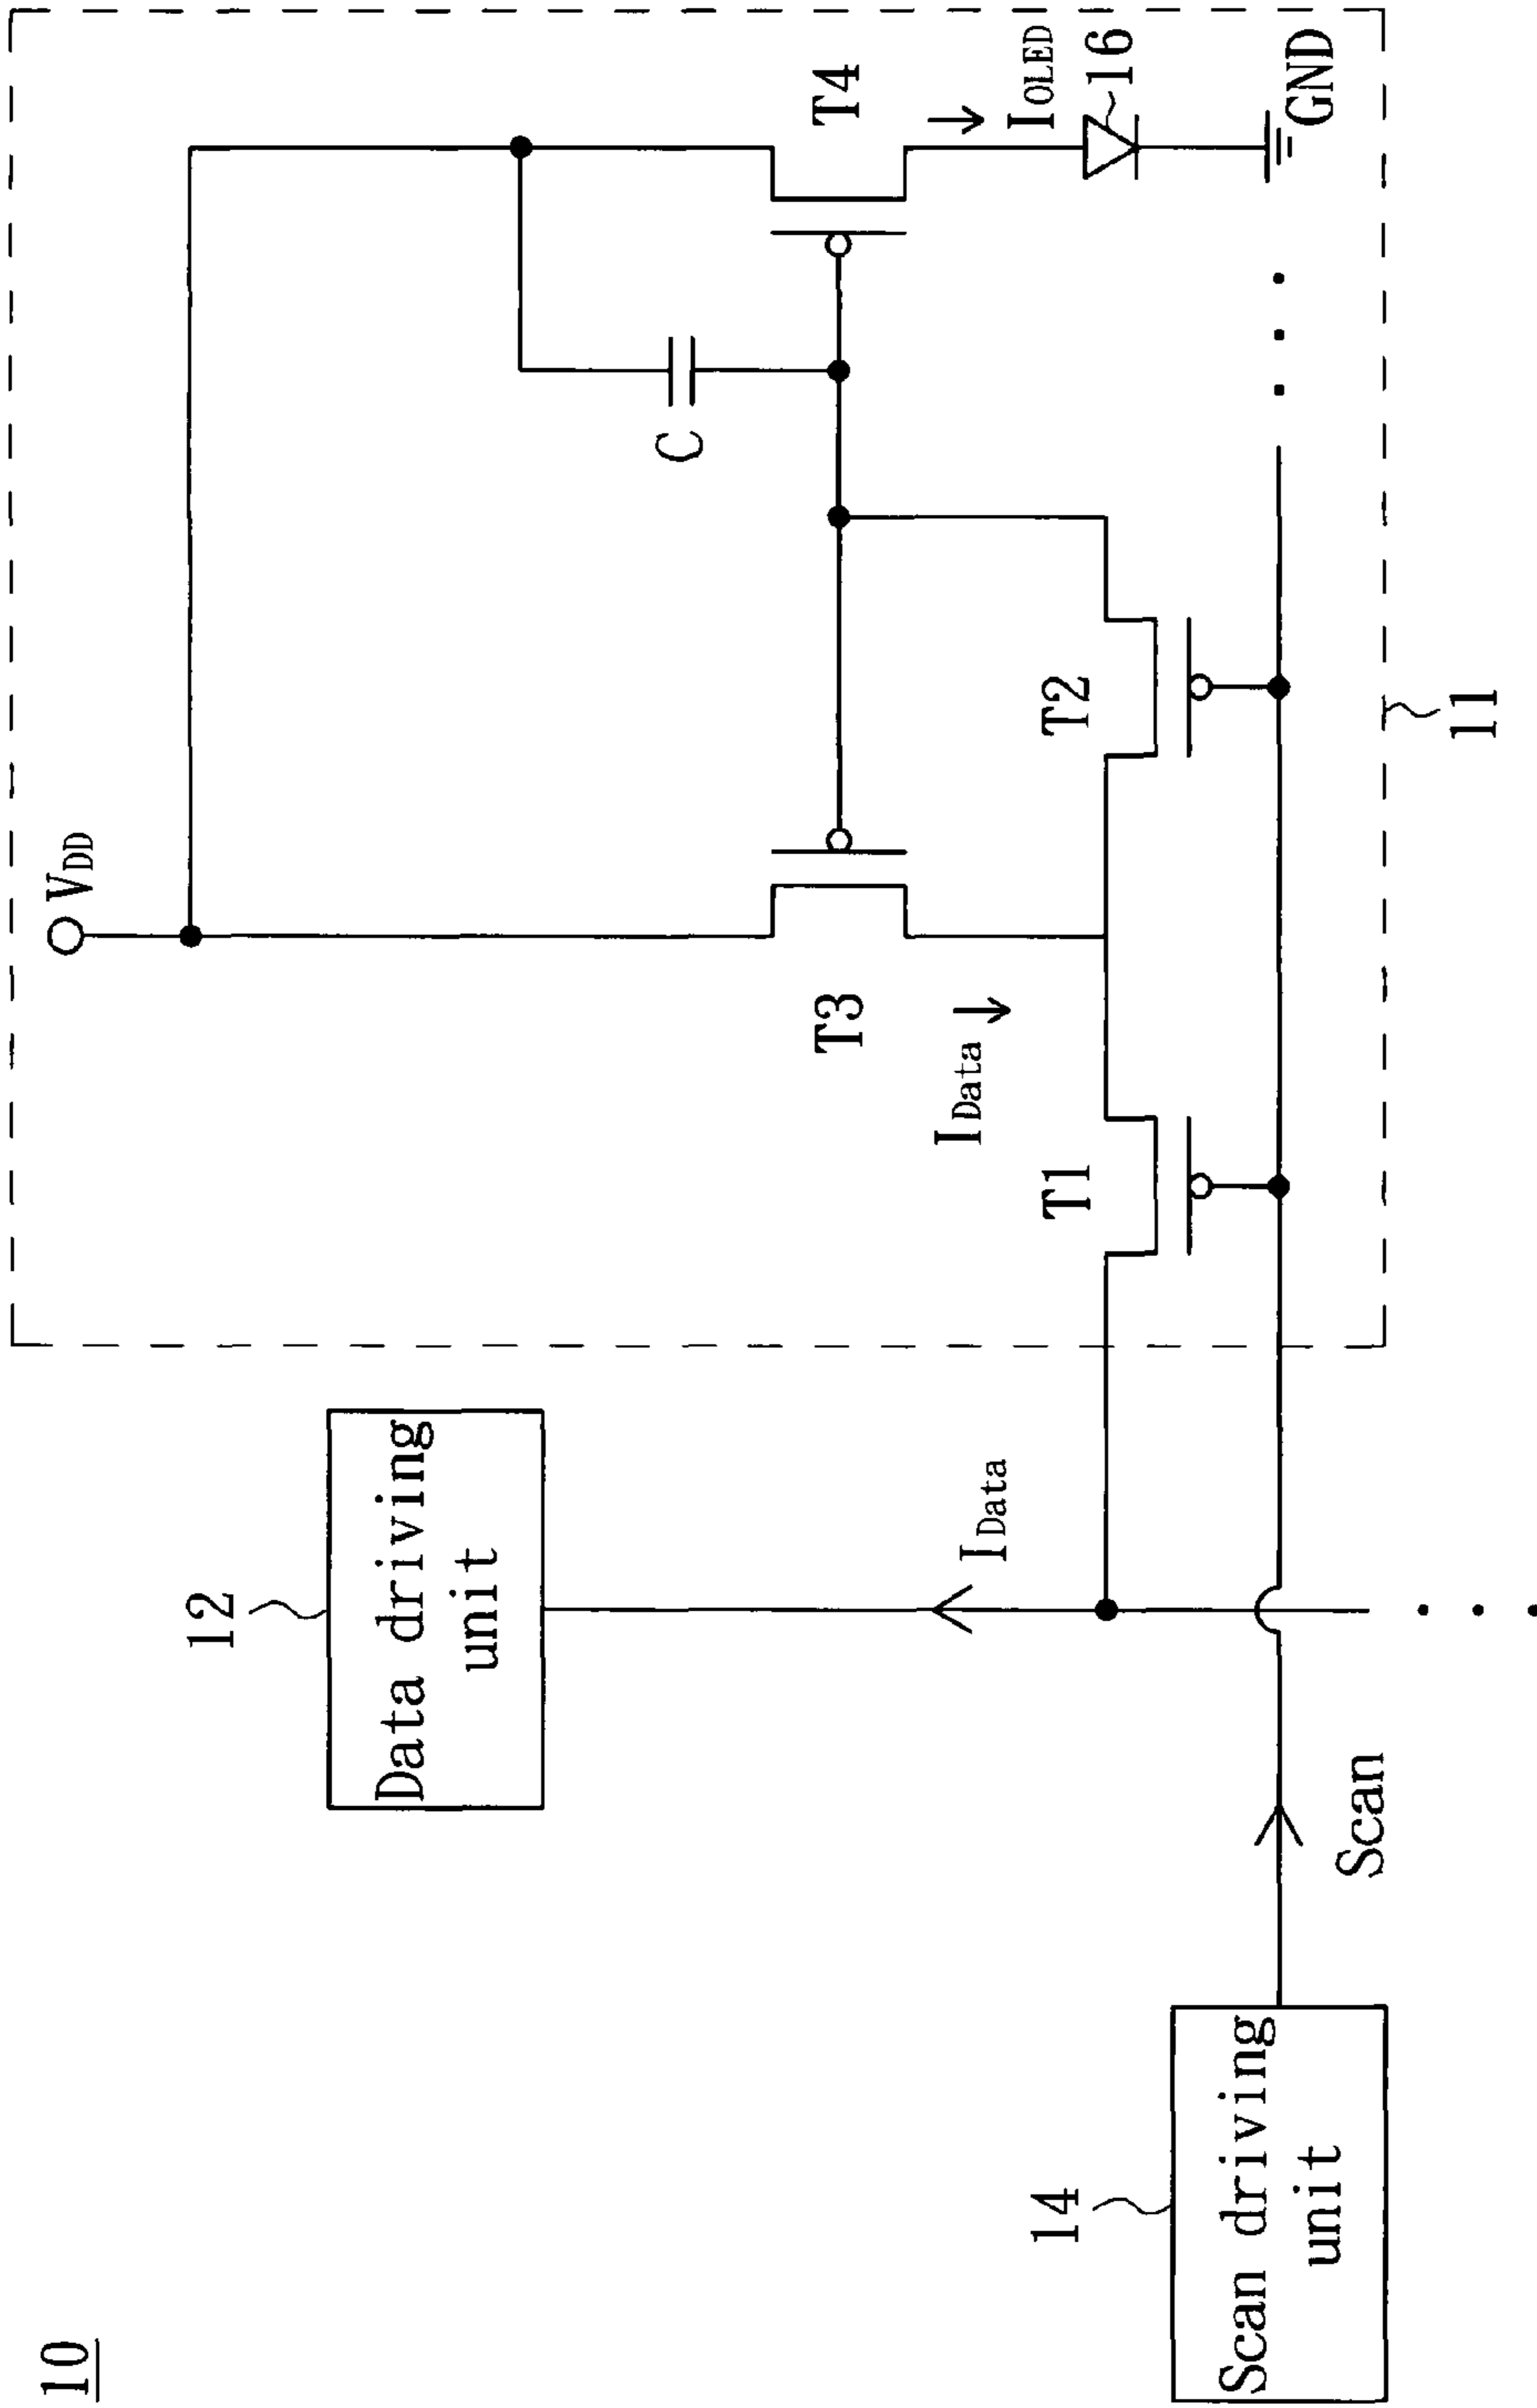 10
12
Data driving
unit
14
Scan driving
unit
Scan
IData
VDD
T3
IData
T1
T2
C
T4
IOLED
16
GND
11